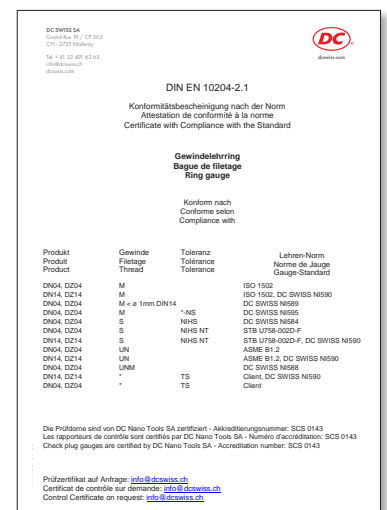 DC SWISS SA
Grand-Rue 19 / CP 363
CH - 2735 Malleray
Tel. + 41 32 491 63 63
info@dcswiss.ch
dcswiss.com
DC
dcswiss.com
DIN EN 10204-2.1
Konformitätsbescheinigung nach der Norm
Attestation de conformité à la norme
Certificate with Compliance with the Standard
Gewindelehrring
Bague de filetage
Ring gauge
Konform nach
Conforme selon
Compliance with
Produkt Gewinde Toleranz Lehren-Norm
Produit Filetage Tolérance Norme de Jauge
Product Thread Tolerance Gauge-Standard
DN04, DZ04 M ISO 1502
DN14, DZ14 M ISO 1502, DC SWISS NI590
DN04, DZ04 M < ø 1mm DIN14 DC SWISS NI589
DN04, DZ04 M *-NS DC SWISS NI595
DN04, DZ04 S NIHS DC SWISS NI584
DN04, DZ04 S NIHS NT STB U758-002D-F
DN14, DZ14 S NIHS NT STB U758-002D-F, DC SWISS NI590
DN04, DZ04 UN ASME B1.2
DN14, DZ14 UN ASME B1.2, DC SWISS NI590
DN04, DZ04 UNM DC SWISS NI588
DN14, DZ14 * TS Client, DC SWISS NI590
DN04, DZ04 * TS Client
Die Prüfdorne sind von DC Nano Tools SA zertifiziert - Akkreditierungsnummer: SCS 0143
Les rapporteurs de contrôle sont certifiés par DC Nano Tools SA - Numéro d'accréditation: SCS 0143
Check plug gauges are certified by DC Nano Tools SA - Accreditation number: SCS 0143
Prüfzertifikat auf Anfrage: info@dcswiss.ch
Certificat de contrôle sur demande: info@dcswiss.ch
Control Certificate on request: info@dcswiss.ch